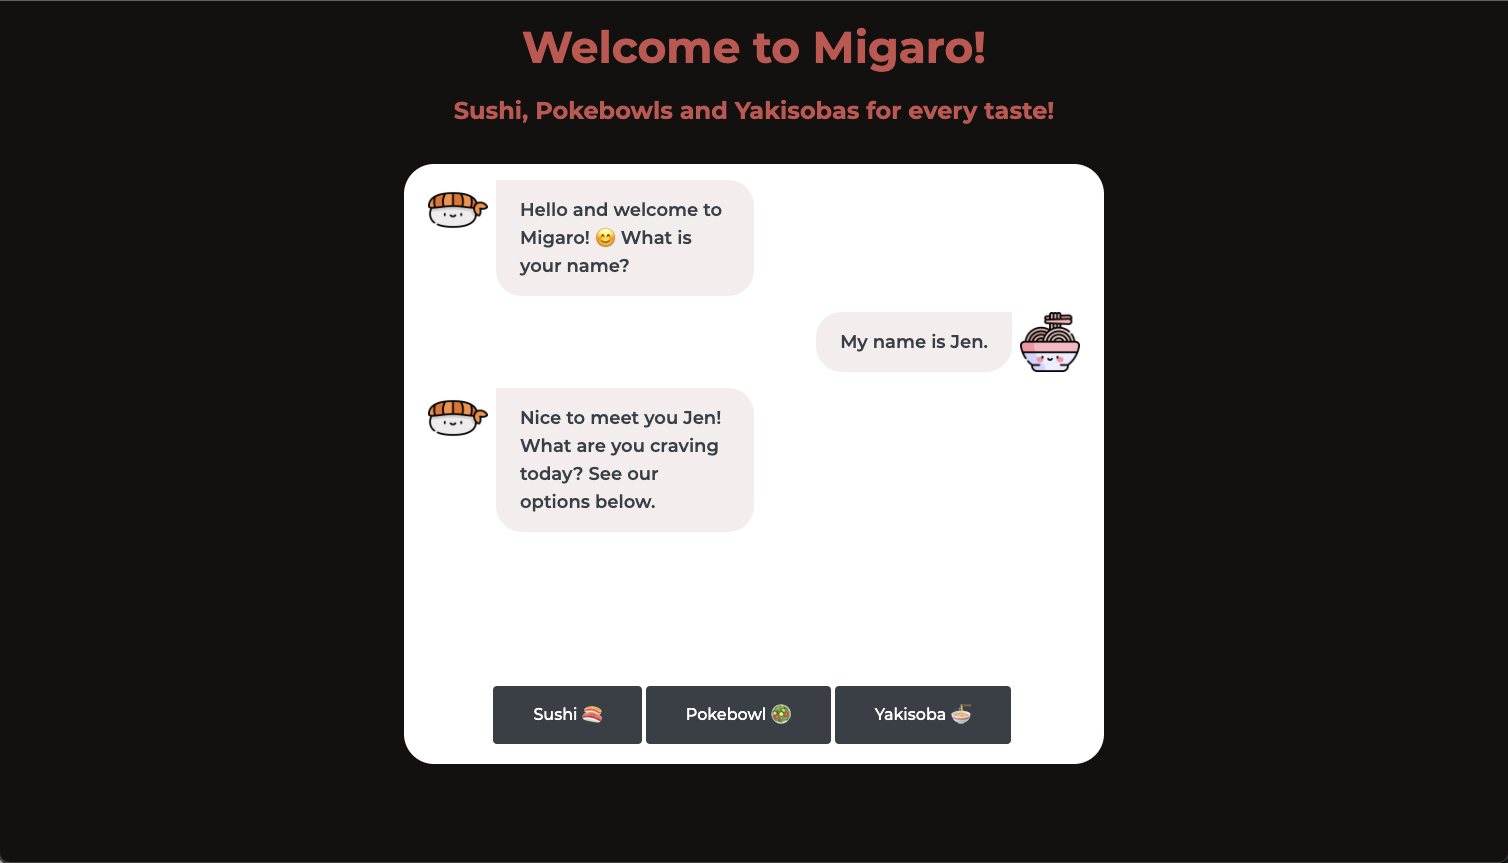 Welcome to Migaro!
Sushi, Pokebowls and Yakisobas for every taste!
Hello and welcome to
Migaro! 😊 What is
your name?
My name is Jen.
Nice to meet you Jen!
What are you craving
today? See our
options below.
Sushi 🍣
Pokebowl 🥗
Yakisoba 🍜